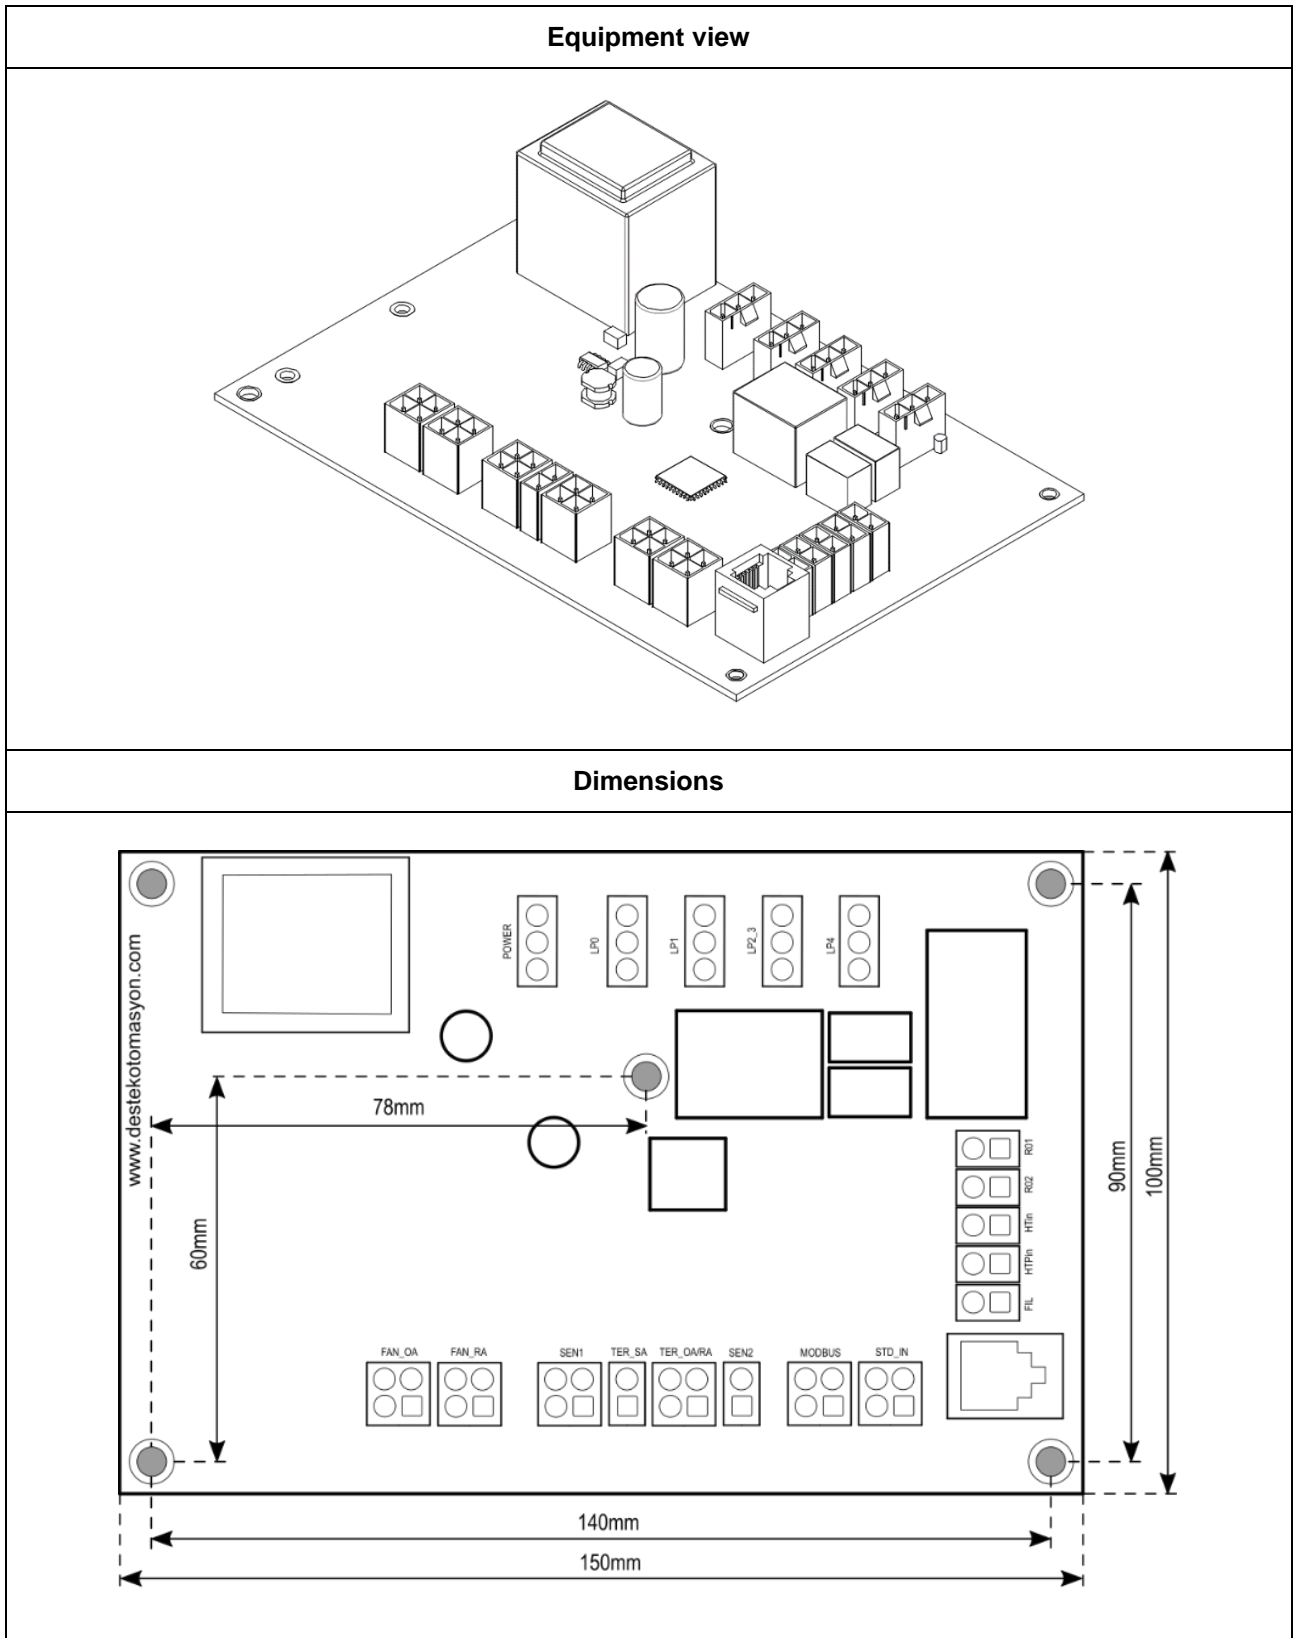 Equipment view
Dimensions
www.destekotomasyon.com
POWER
LP0
LP1
LP2_3
LP4
78mm
60mm
90mm
100mm
R01
R02
HTin
HTPin
FIL
FAN_OA
FAN_RA
SEN1
TER_SA
TER_OA/RA
SEN2
MODBUS
STD_IN
140mm
150mm